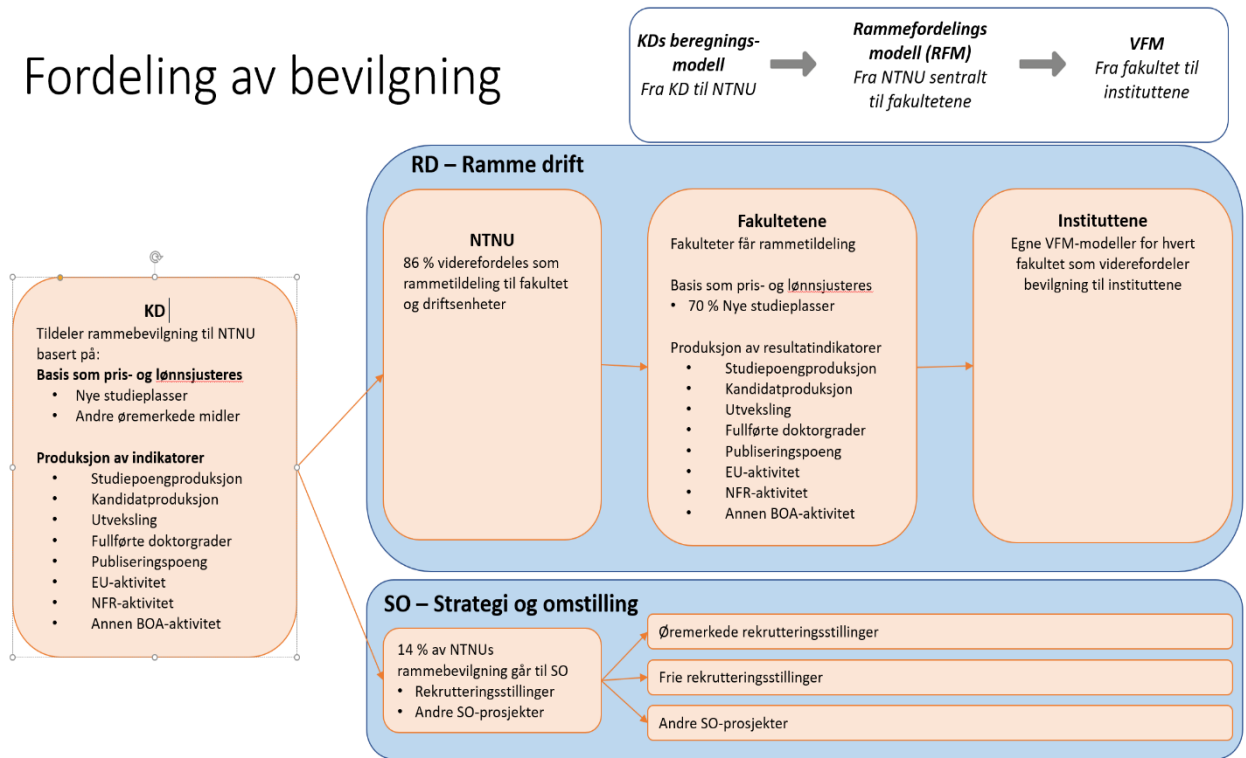 Fordeling av bevilgning
KDs beregnings-
modell
Fra KD til NTNU
Rammefordelings
modell (RFM)
Fra NTNU sentralt
til fakultetene
VFM
Fra fakultet til
instituttene
RD – Ramme drift
KD
Tildeler rammebevilgning til NTNU
basert på:
Basis som pris- og lønnsjusteres
• Nye studieplasser
• Andre øremerkede midler
Produksjon av indikatorer
• Studiepoengproduksjon
• Kandidatproduksjon
• Utveksling
• Fullførte doktorgrader
• Publiseringspoeng
• EU-aktivitet
• NFR-aktivitet
• Annen BOA-aktivitet
NTNU
86 % viderefordeles som
rammetildeling til fakultet
og driftsenheter
Fakultetene
Fakulteter får rammetildeling
Basis som pris- og lønnsjusteres
• 70 % Nye studieplasser
Produksjon av resultatindikatorer
• Studiepoengproduksjon
• Kandidatproduksjon
• Utveksling
• Fullførte doktorgrader
• Publiseringspoeng
• EU-aktivitet
• NFR-aktivitet
• Annen BOA-aktivitet
Instituttene
Egne VFM-modeller for hvert
fakultet som viderefordeler
bevilgning til instituttene
SO – Strategi og omstilling
14 % av NTNUs
rammebevilgning går til SO
• Rekrutteringsstillinger
• Andre SO-prosjekter
Øremerkede rekrutteringsstillinger
Frie rekrutteringsstillinger
Andre SO-prosjekter